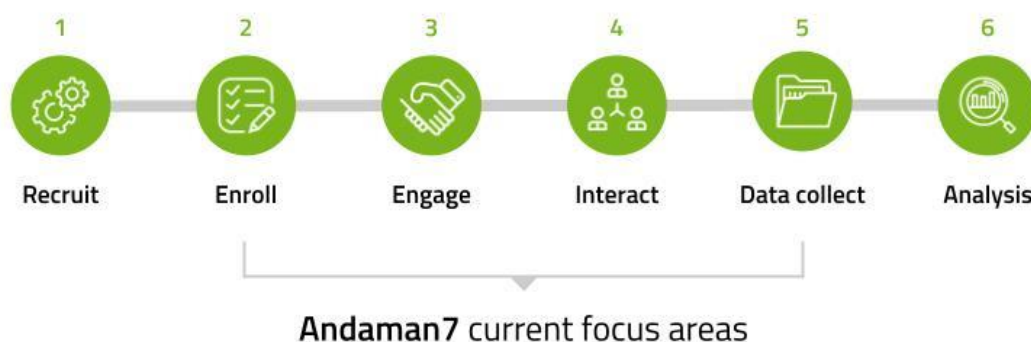 1 2 3 4 5 6
Recruit Enroll Engage Interact Data collect Analysis
Andaman7 current focus areas